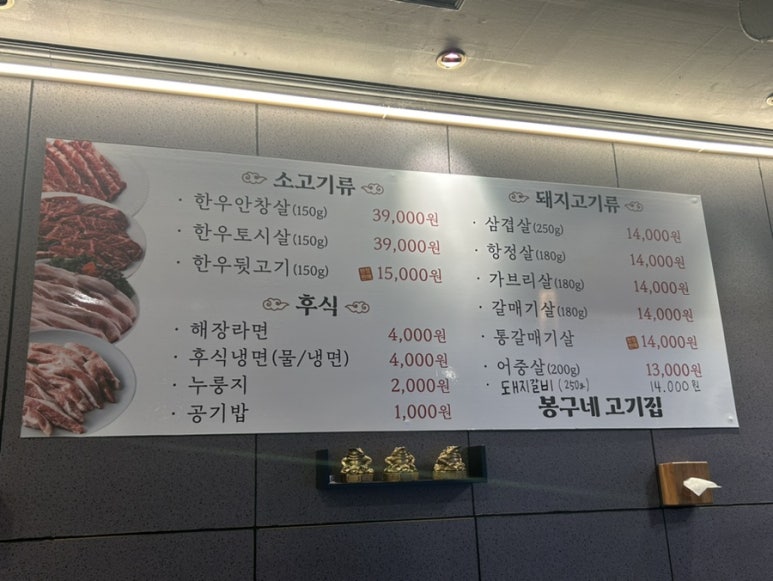 소고기류
· 한우안창살(150g) 39,000원
· 한우토시살(150g) 39,000원
· 한우뒷고기(150g) 15,000원
후식
· 해장라면 4,000원
· 후식냉면(물/냉면) 4,000원
· 누룽지 2,000원
· 공기밥 1,000원
돼지고기류
· 삼겹살(250g) 14,000원
· 항정살(180g) 14,000원
· 가브리살(180g) 14,000원
· 갈매기살(180g) 14,000원
· 통갈매기살 14,000원
· 어중살(200g) 13,000원
· 돼지갈비(250g) 14.000원
봉구네 고기집